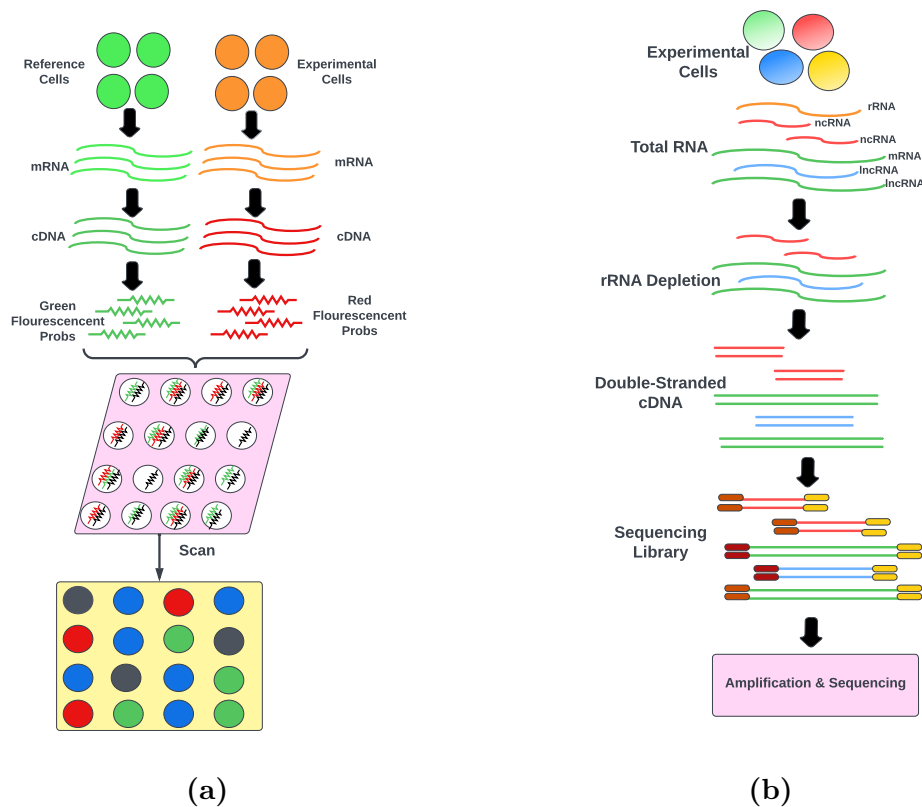 Reference
Cells
Experimental
Cells
mRNA
mRNA
cDNA
cDNA
Green
Flourescencent
Probs
Red
Flourescencent
Probs
Scan
(a)
Experimental
Cells
rRNA
ncRNA
ncRNA
Total RNA
mRNA
lncRNA
lncRNA
rRNA Depletion
Double-Stranded
cDNA
Sequencing
Library
Amplification & Sequencing
(b)